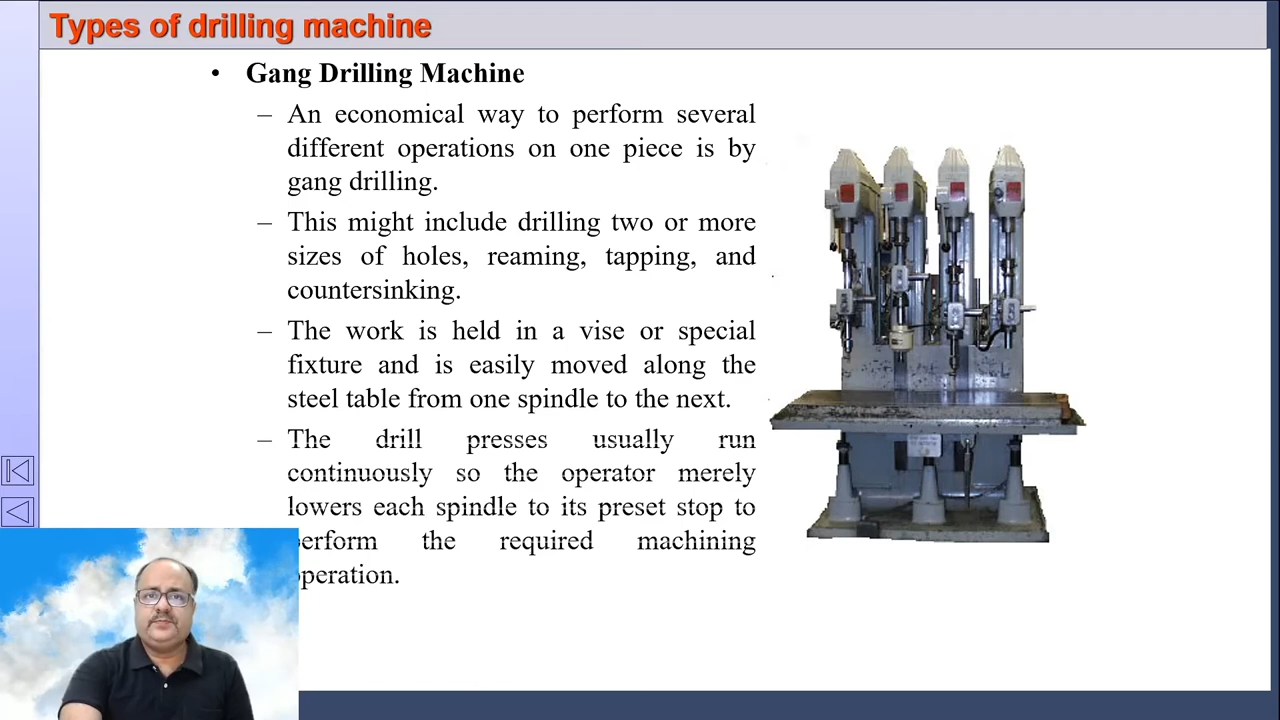 Types of drilling machine
• Gang Drilling Machine
– An economical way to perform several
different operations on one piece is by
gang drilling.
– This might include drilling two or more
sizes of holes, reaming, tapping, and
countersinking.
– The work is held in a vise or special
fixture and is easily moved along the
steel table from one spindle to the next.
– The drill presses usually run
continuously so the operator merely
lowers each spindle to its preset stop to
perform the required machining
operation.